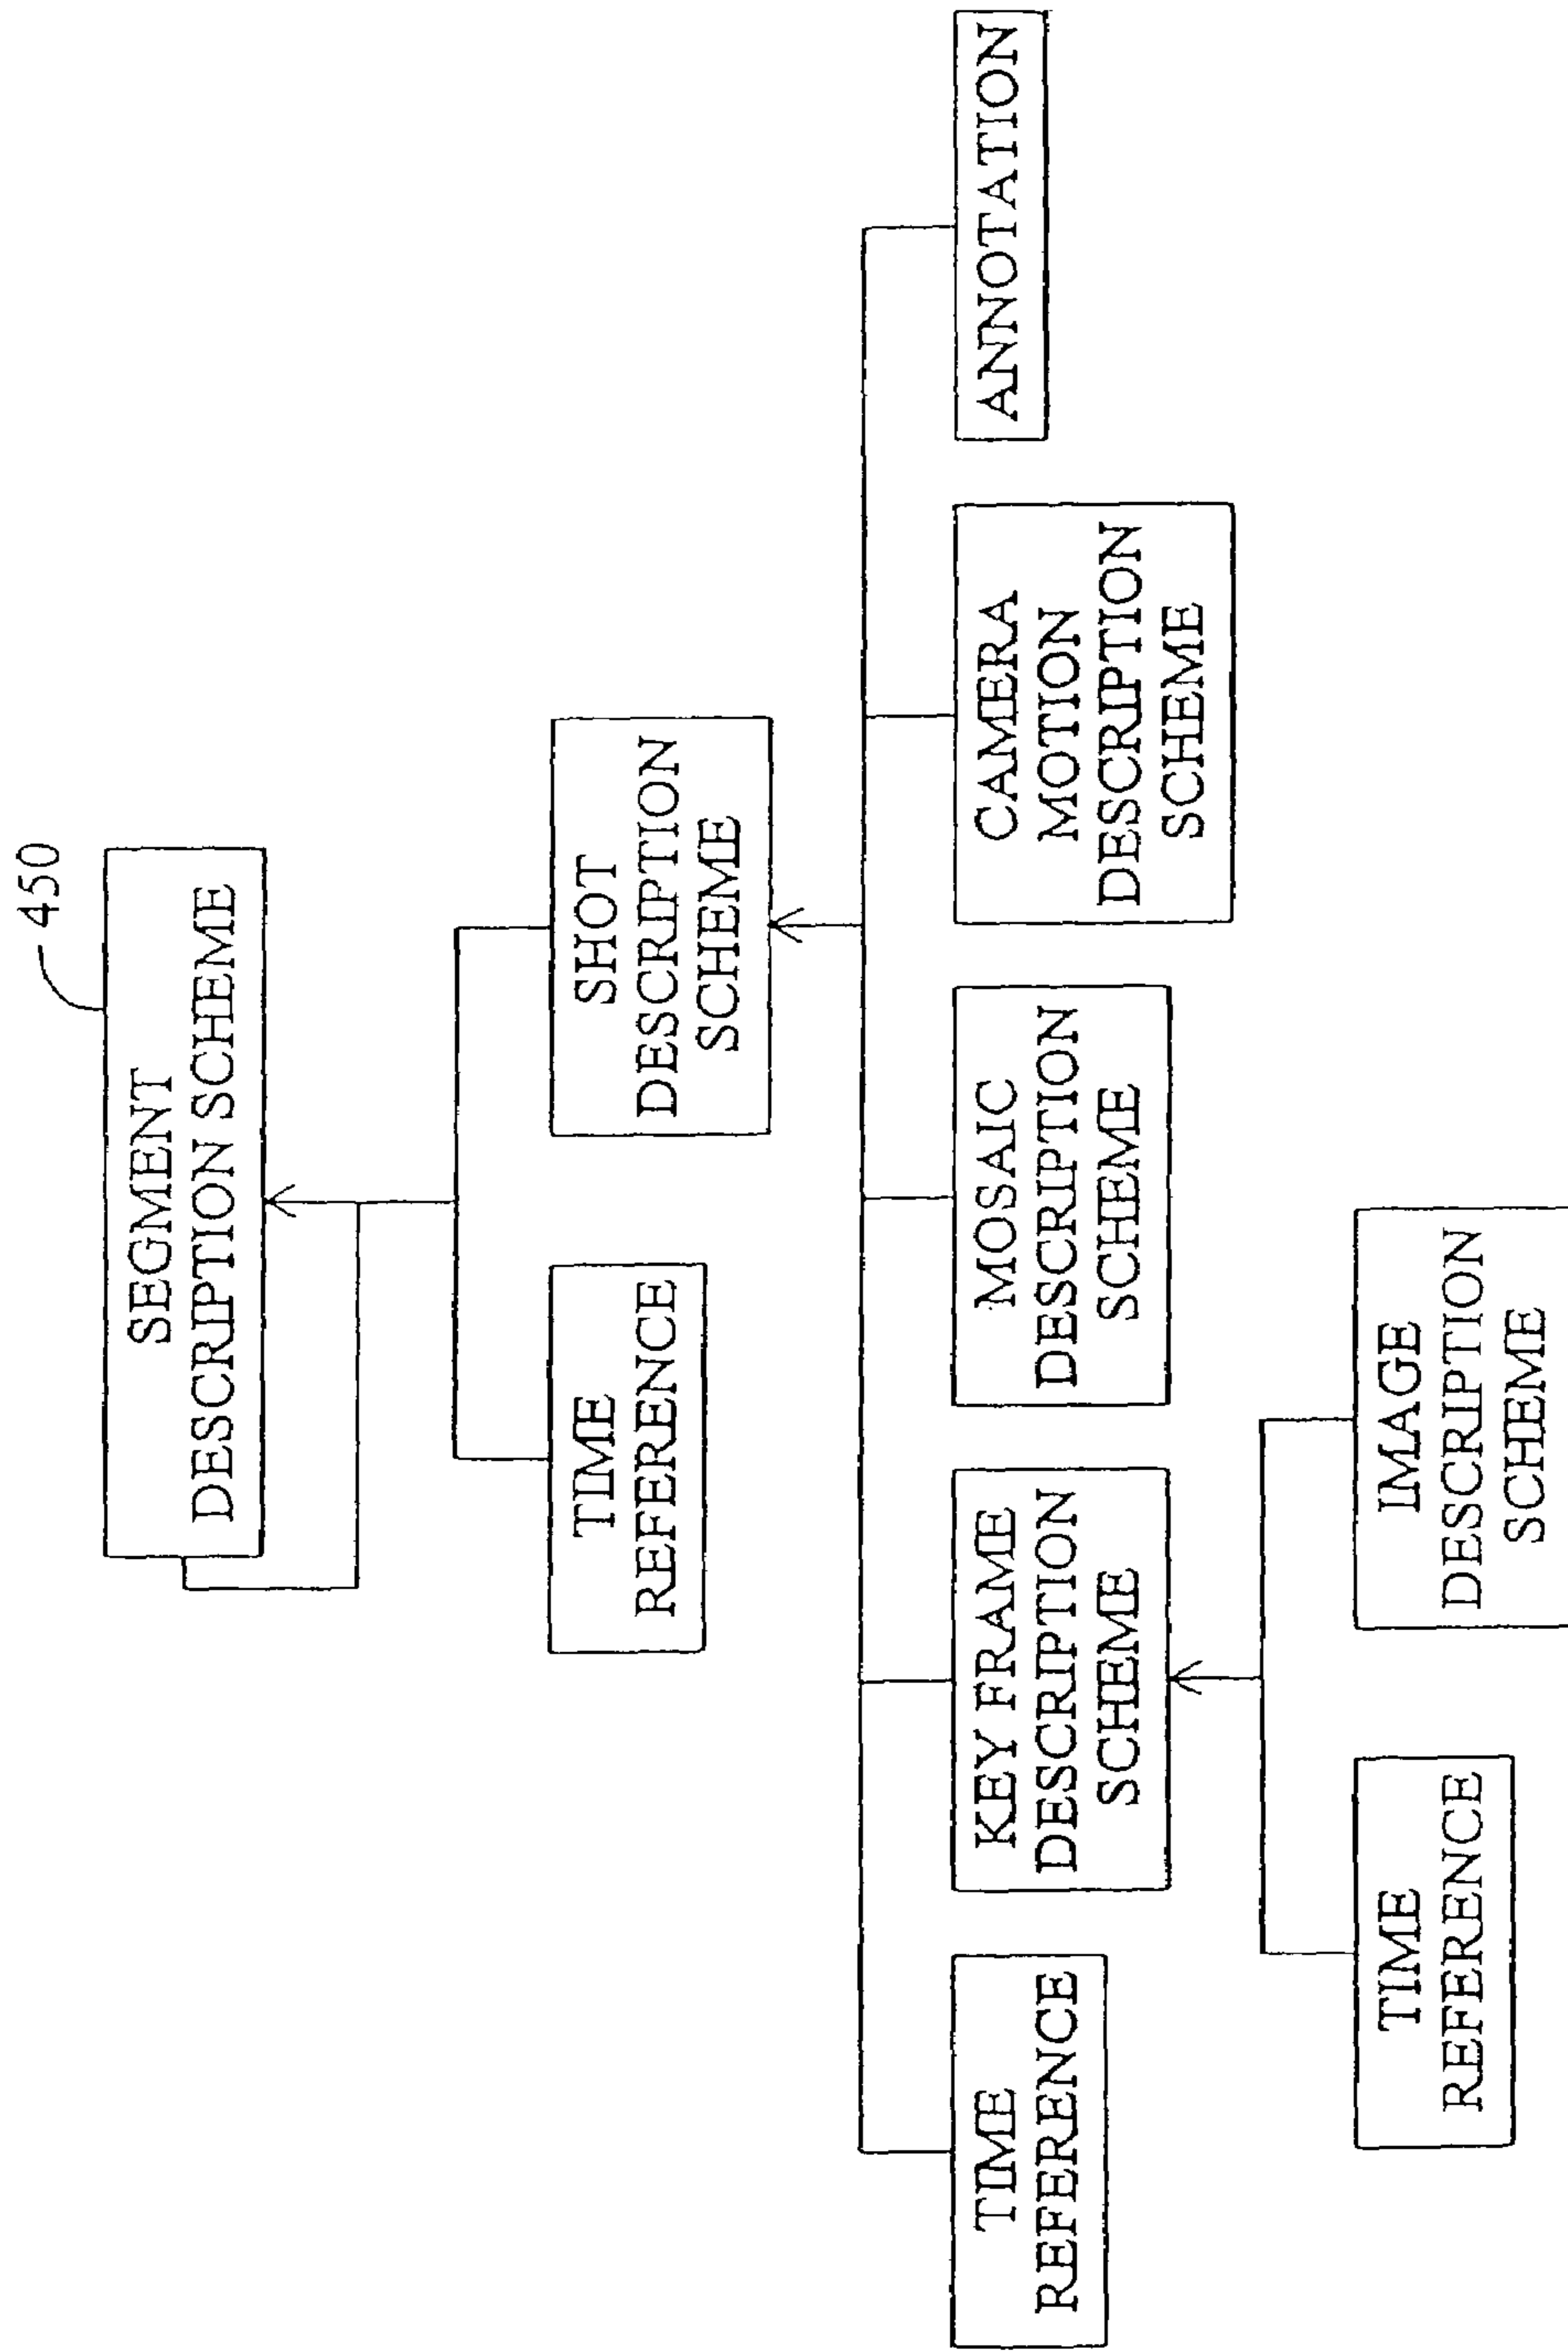 450
SEGMENT
DESCRIPTION SCHEME
TIME
REFERENCE
SHOT
DESCRIPTION
SCHEME
TIME
REFERENCE
KEY FRAME
DESCRIPTION
SCHEME
MOSAIC
DESCRIPTION
SCHEME
CAMERA
MOTION
DESCRIPTION
SCHEME
ANNOTATION
TIME
REFERENCE
IMAGE
DESCRIPTION
SCHEME